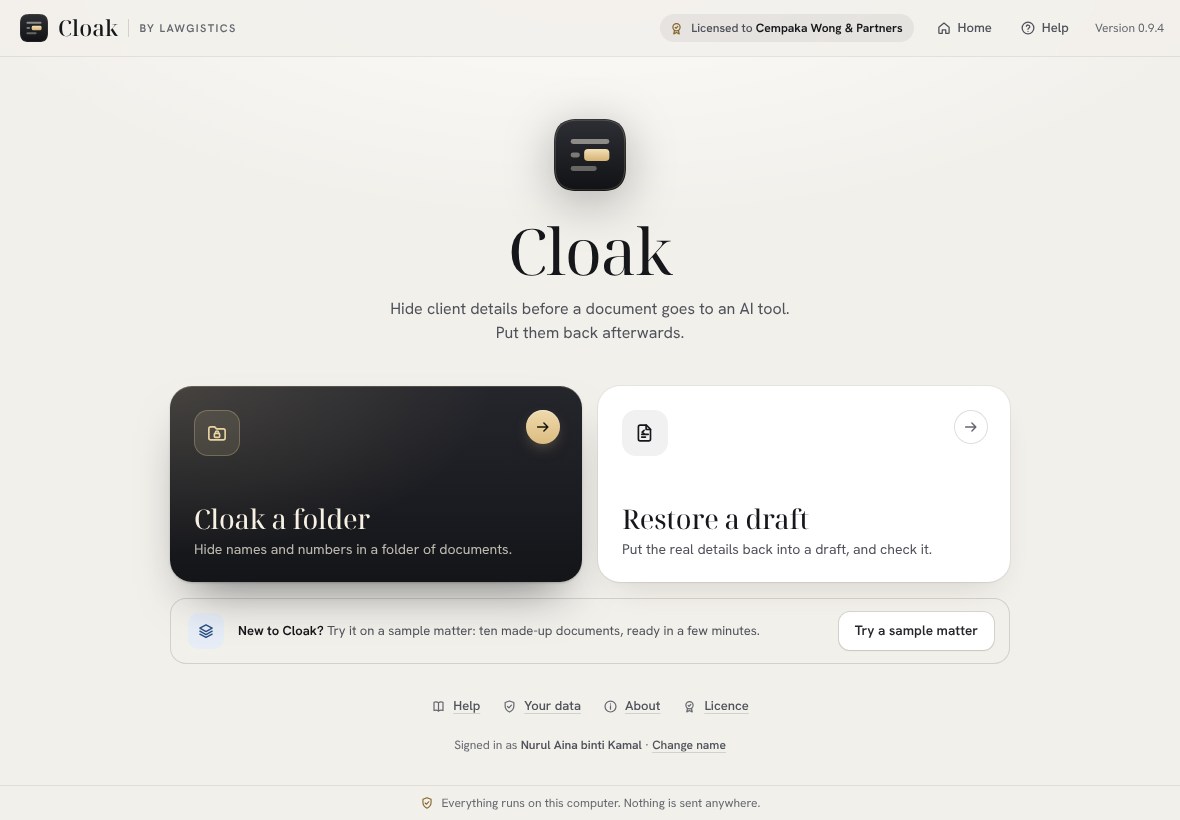 Cloak
BY LAWGISTICS
Licensed to Cempaka Wong & Partners
Home
Help
Version 0.9.4
Cloak
Hide client details before a document goes to an AI tool.
Put them back afterwards.
Cloak a folder
Hide names and numbers in a folder of documents.
Restore a draft
Put the real details back into a draft, and check it.
New to Cloak? Try it on a sample matter: ten made-up documents, ready in a few minutes.
Try a sample matter
Help
Your data
About
Licence
Signed in as Nurul Aina binti Kamal · Change name
Everything runs on this computer. Nothing is sent anywhere.